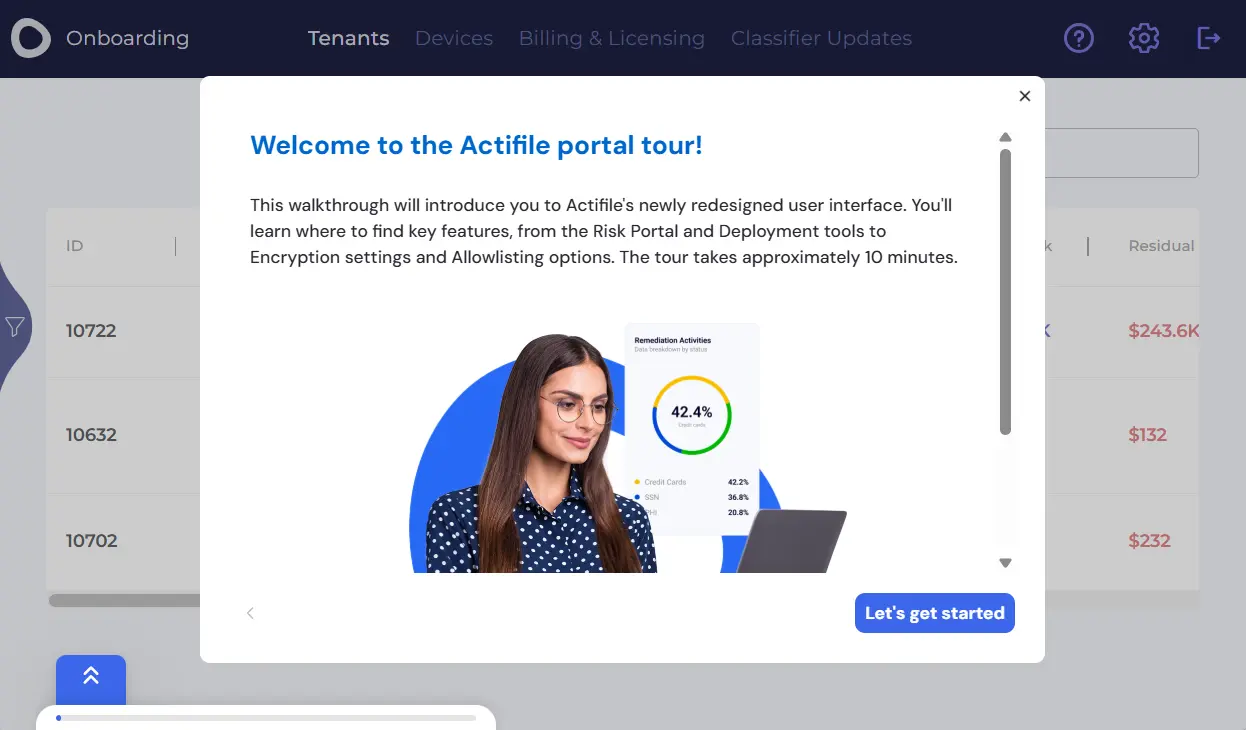 Onboarding
Tenants
Devices
Billing & Licensing
Classifier Updates
Welcome to the Actifile portal tour!
This walkthrough will introduce you to Actifile's newly redesigned user interface. You'll
learn where to find key features, from the Risk Portal and Deployment tools to
Encryption settings and Allowlisting options. The tour takes approximately 10 minutes.
ID
k
Residual
10722
K
$243.6K
10632
$132
10702
$232
Remediation Activities
Data breakdown by status
42.4%
Credit cards
Credit Cards 42.2%
SSN 36.8%
PHI 20.8%
Let's get started